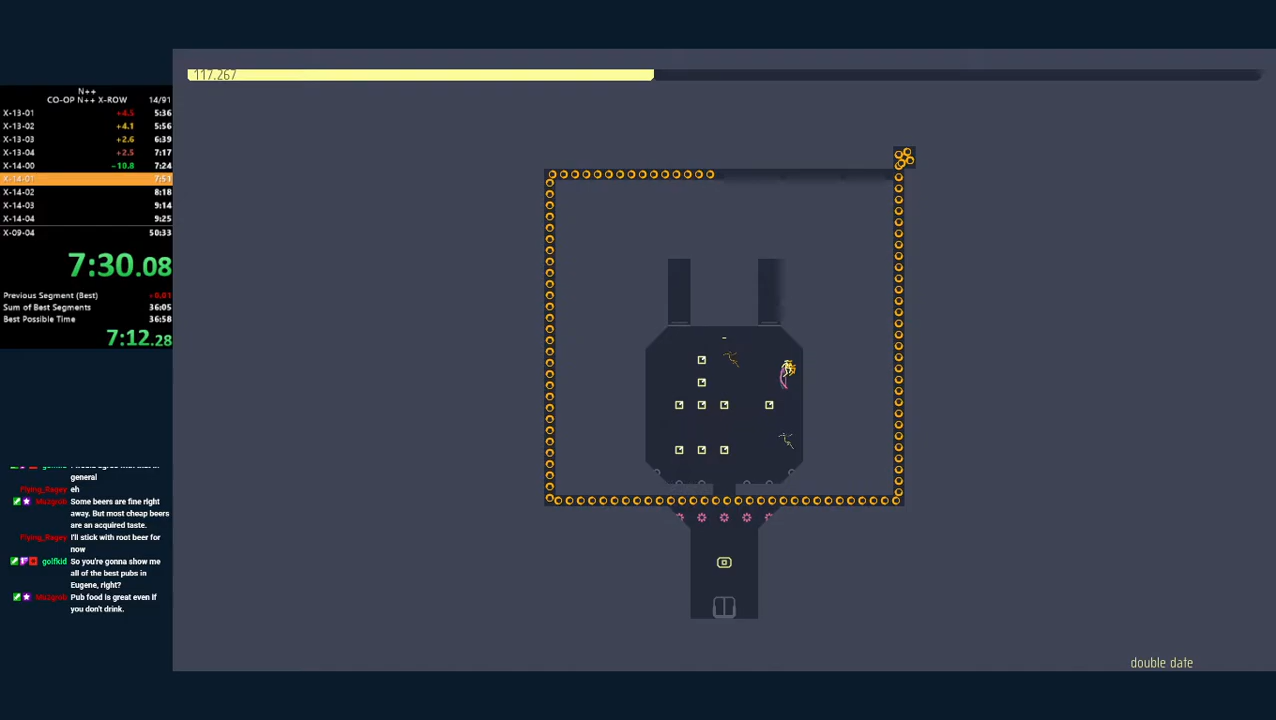 117.267
N++
CO-OP N++ X-ROW 14/91
X-13-01 +4.5 5:36
X-13-02 +4.1 5:56
X-13-03 +2.6 6:39
X-13-04 +2.5 7:17
X-14-00 -10.8 7:24
X-14-01 7:51
X-14-02 8:18
X-14-03 9:14
X-14-04 9:25
X-09-04 50:33
7:30.08
Previous Segment (Best) +0.01
Sum of Best Segments 36:05
Best Possible Time 36:58
7:12.28
general
Flying_Ragey eh
Muzgrob Some beers are fine right
away. But most cheap beers
are an acquired taste.
Flying_Ragey I'll stick with root beer for
now
golfkid So you're gonna show me
all of the best pubs in
Eugene, right?
Muzgrob Pub food is great even if
you don't drink.
double date